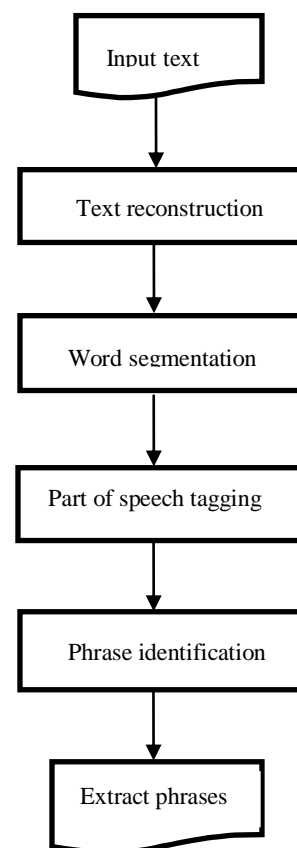 Input text
Text reconstruction
Word segmentation
Part of speech tagging
Phrase identification
Extract phrases